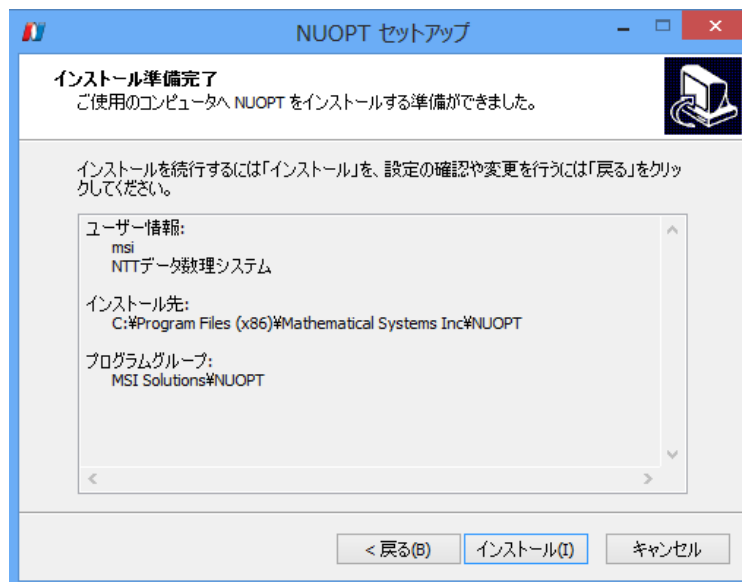 NUOPT セットアップ
インストール準備完了
ご使用のコンピュータへ NUOPT をインストールする準備ができました。
インストールを続行するには「インストール」を、設定の確認や変更を行うには「戻る」をクリッ
クしてください。
ユーザー情報:
msi
NTTデータ数理システム
インストール先:
C:¥Program Files (x86)¥Mathematical Systems Inc¥NUOPT
プログラムグループ:
MSI Solutions¥NUOPT
< 戻る(B)
インストール(I)
キャンセル